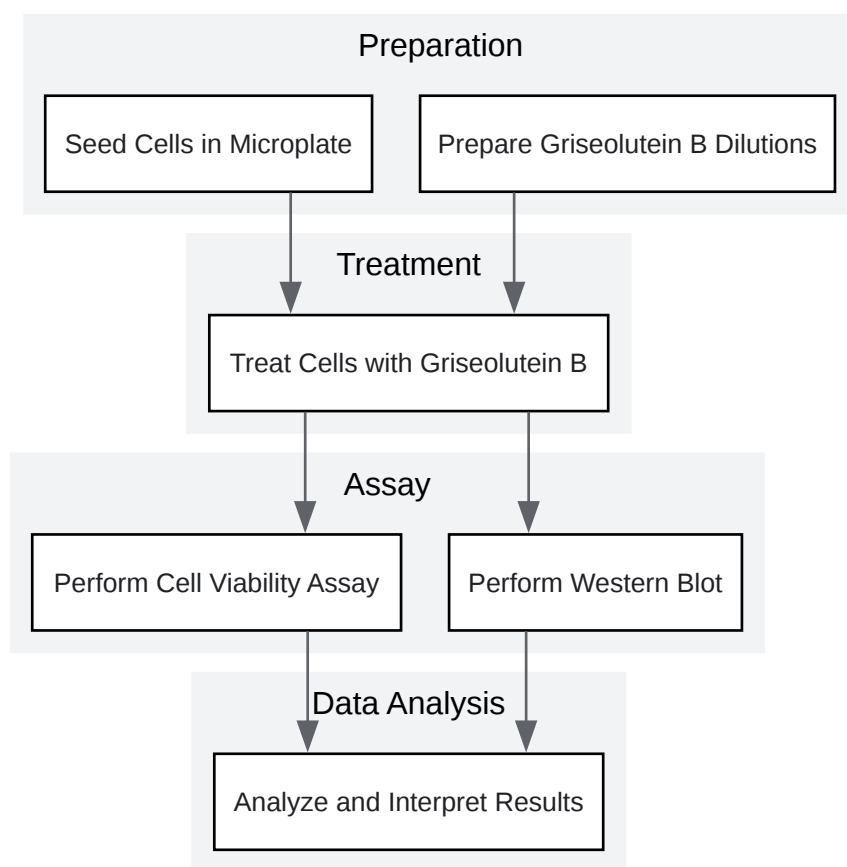 Preparation
Seed Cells in Microplate
Prepare Griseolutein B Dilutions
Treatment
Treat Cells with Griseolutein B
Assay
Perform Cell Viability Assay
Perform Western Blot
Data Analysis
Analyze and Interpret Results